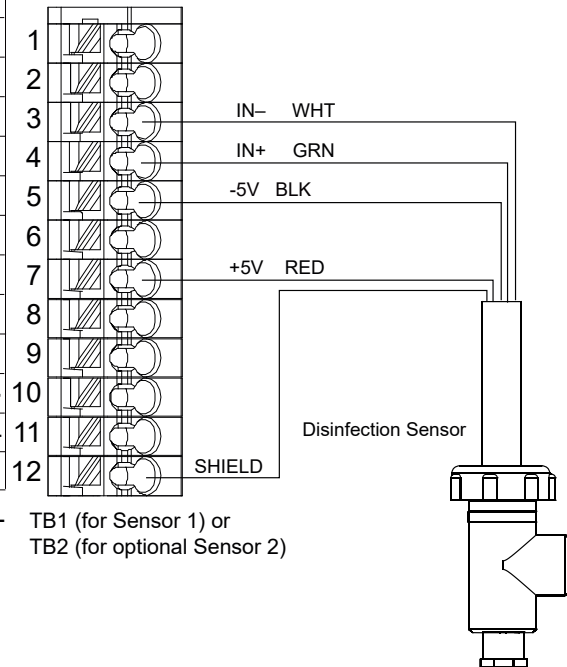 1
2
3 IN– WHT
4 IN+ GRN
5 -5V BLK
6
7 +5V RED
8
9
10
11 Disinfection Sensor
12 SHIELD
TB1 (for Sensor 1) or
TB2 (for optional Sensor 2)